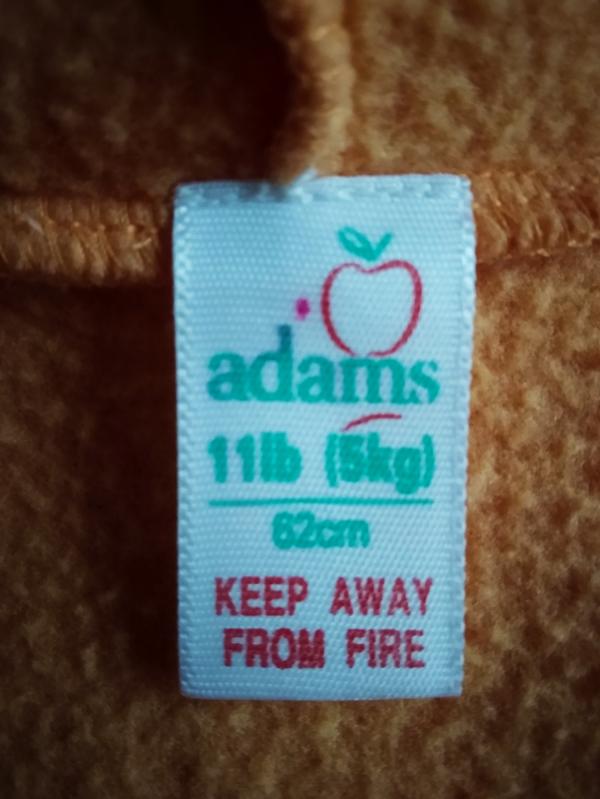 adams
11lb (5kg)
62cm
KEEP AWAY
FROM FIRE